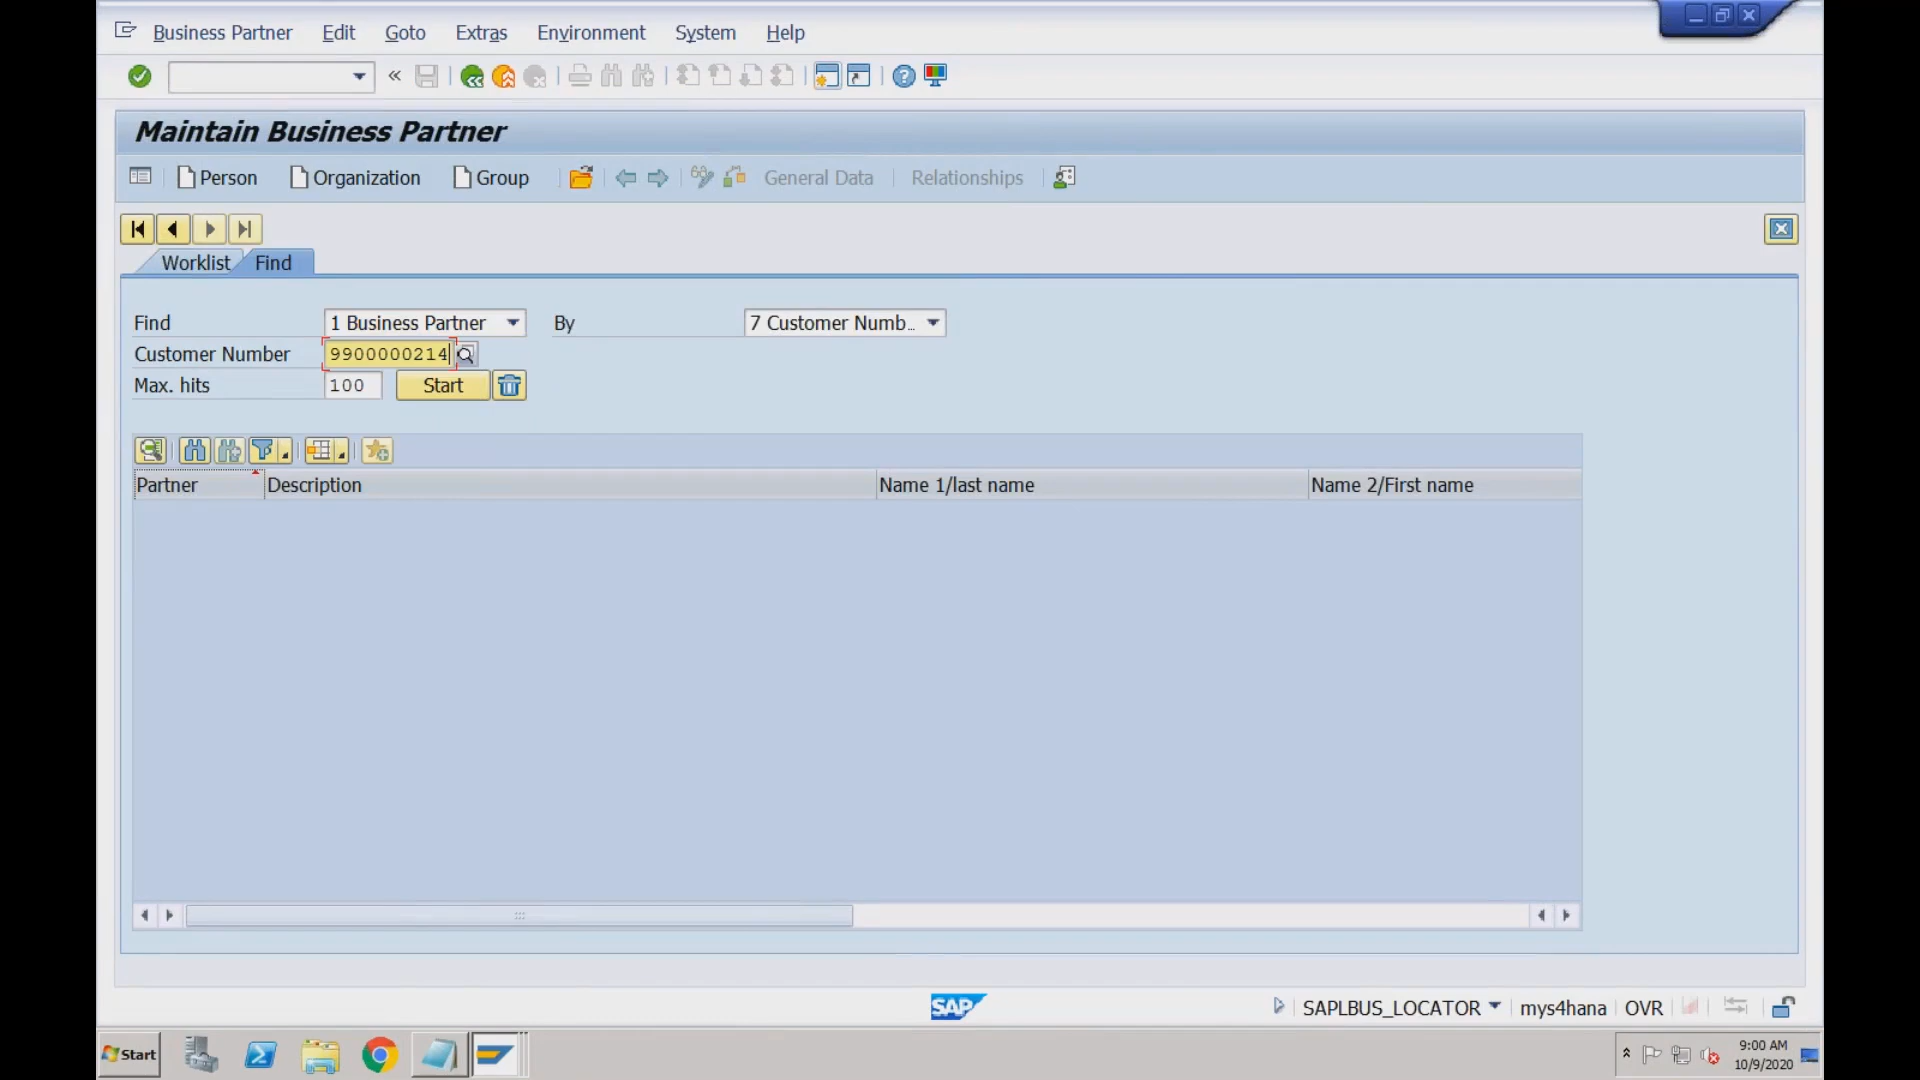 Business Partner Edit Goto Extras Environment System Help
Maintain Business Partner
Person Organization Group General Data Relationships
Worklist Find
Find 1 Business Partner By 7 Customer Numb...
Customer Number 9900000214
Max. hits 100 Start
Partner Description Name 1/last name Name 2/First name
SAP SAPLBUS_LOCATOR mys4hana OVR
Start 9:00 AM
10/9/2020